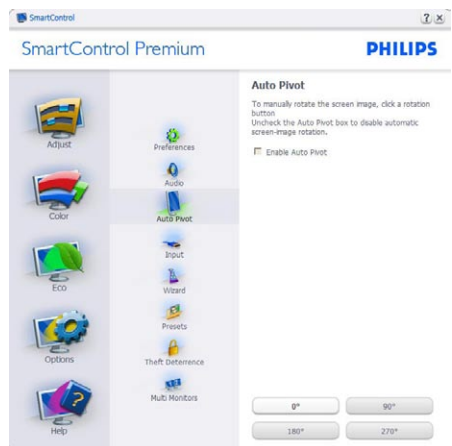 SmartControl
SmartControl Premium
PHILIPS
Adjust
Color
Eco
Options
Help
Preferences
Audio
Auto Pivot
Input
Wizard
Presets
Theft Deterrence
Multi Monitors
Auto Pivot
To manually rotate the screen image, click a rotation
button
Uncheck the Auto Pivot box to disable automatic
screen-image rotation.
Enable Auto Pivot
0°
90°
180°
270°